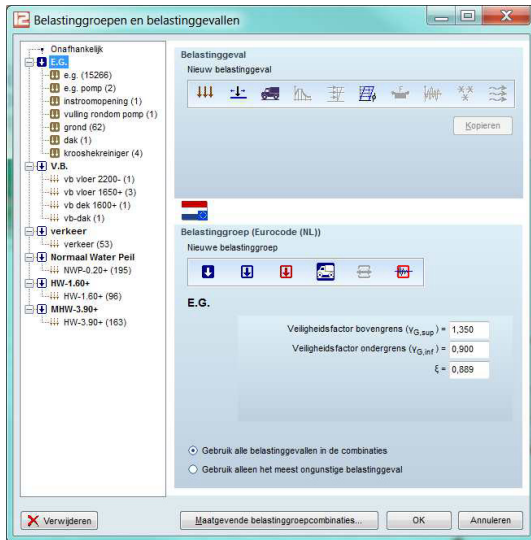 Belastinggroepen en belastinggevallen
Onafhankelijk
E.G.
e.g. (15266)
e.g. pomp (2)
instroomopening (1)
vulling rondom pomp (1)
grond (62)
dak (1)
krooshekreiniger (4)
V.B.
vb vloer 2200- (1)
vb vloer 1650+ (3)
vb dek 1600+ (1)
vb-dak (1)
verkeer
verkeer (53)
Normaal Water Peil
NWP-0.20+ (195)
HW-1.60+
HW-1.60+ (96)
MHW-3.90+
HW-3.90+ (163)
Belastinggeval
Nieuw belastinggeval
Kopieren
Belastinggroep (Eurocode (NL))
Nieuwe belastinggroep
E.G.
Veiligheidsfactor bovengrens (γG,sup) = 1,350
Veiligheidsfactor ondergrens (γG,inf) = 0,900
ξ = 0,889
Gebruik alle belastinggevallen in de combinaties
Gebruik alleen het meest ongunstige belastinggeval
Verwijderen
Maatgevende belastinggroepcombinaties...
OK
Annuleren